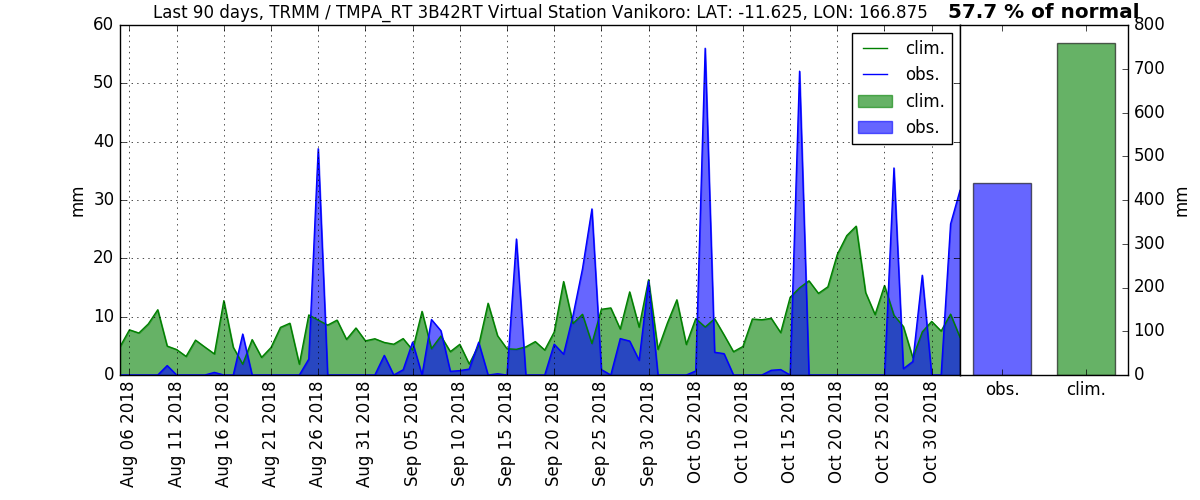 Last 90 days, TRMM / TMPA_RT 3B42RT Virtual Station Vanikoro: LAT: -11.625, LON: 166.875
57.7 % of normal
60
50
40
30
20
10
0
mm
clim.
obs.
clim.
obs.
Aug 06 2018
Aug 11 2018
Aug 16 2018
Aug 21 2018
Aug 26 2018
Aug 31 2018
Sep 05 2018
Sep 10 2018
Sep 15 2018
Sep 20 2018
Sep 25 2018
Sep 30 2018
Oct 05 2018
Oct 10 2018
Oct 15 2018
Oct 20 2018
Oct 25 2018
Oct 30 2018
800
700
600
500
400
300
200
100
0
mm
obs.
clim.